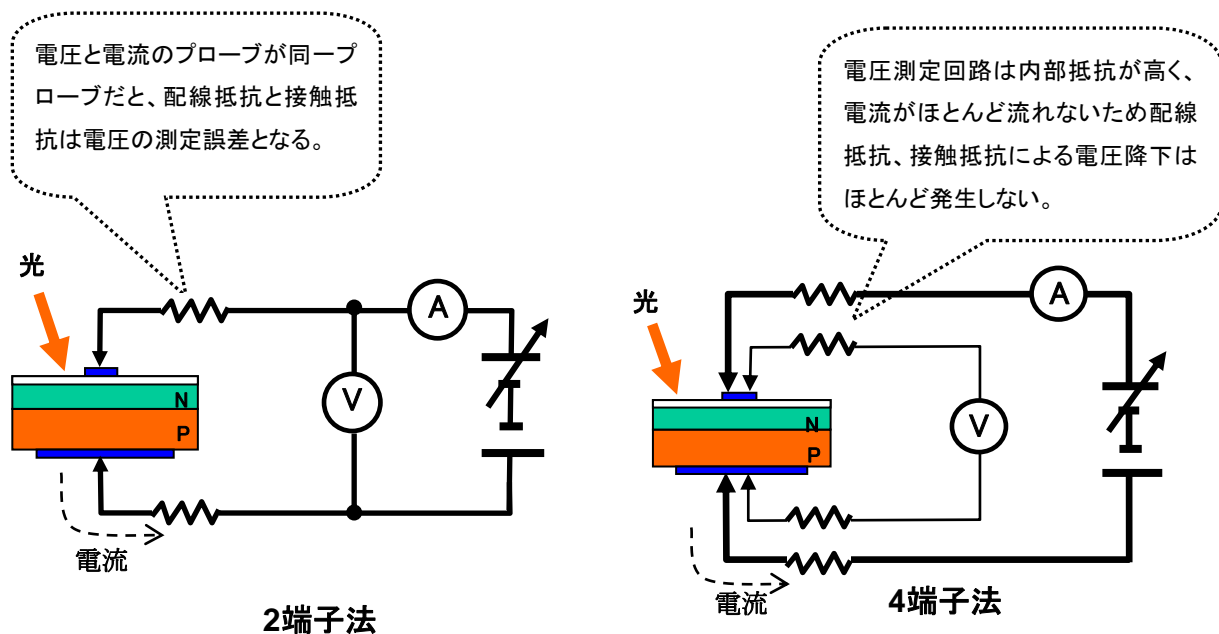 電圧と電流のプローブが同一プ
ローブだと、配線抵抗と接触抵
抗は電圧の測定誤差となる。
光
A
V
N
P
電流
2端子法
電圧測定回路は内部抵抗が高く、
電流がほとんど流れないため配線
抵抗、接触抵抗による電圧降下は
ほとんど発生しない。
光
A
V
N
P
電流
4端子法